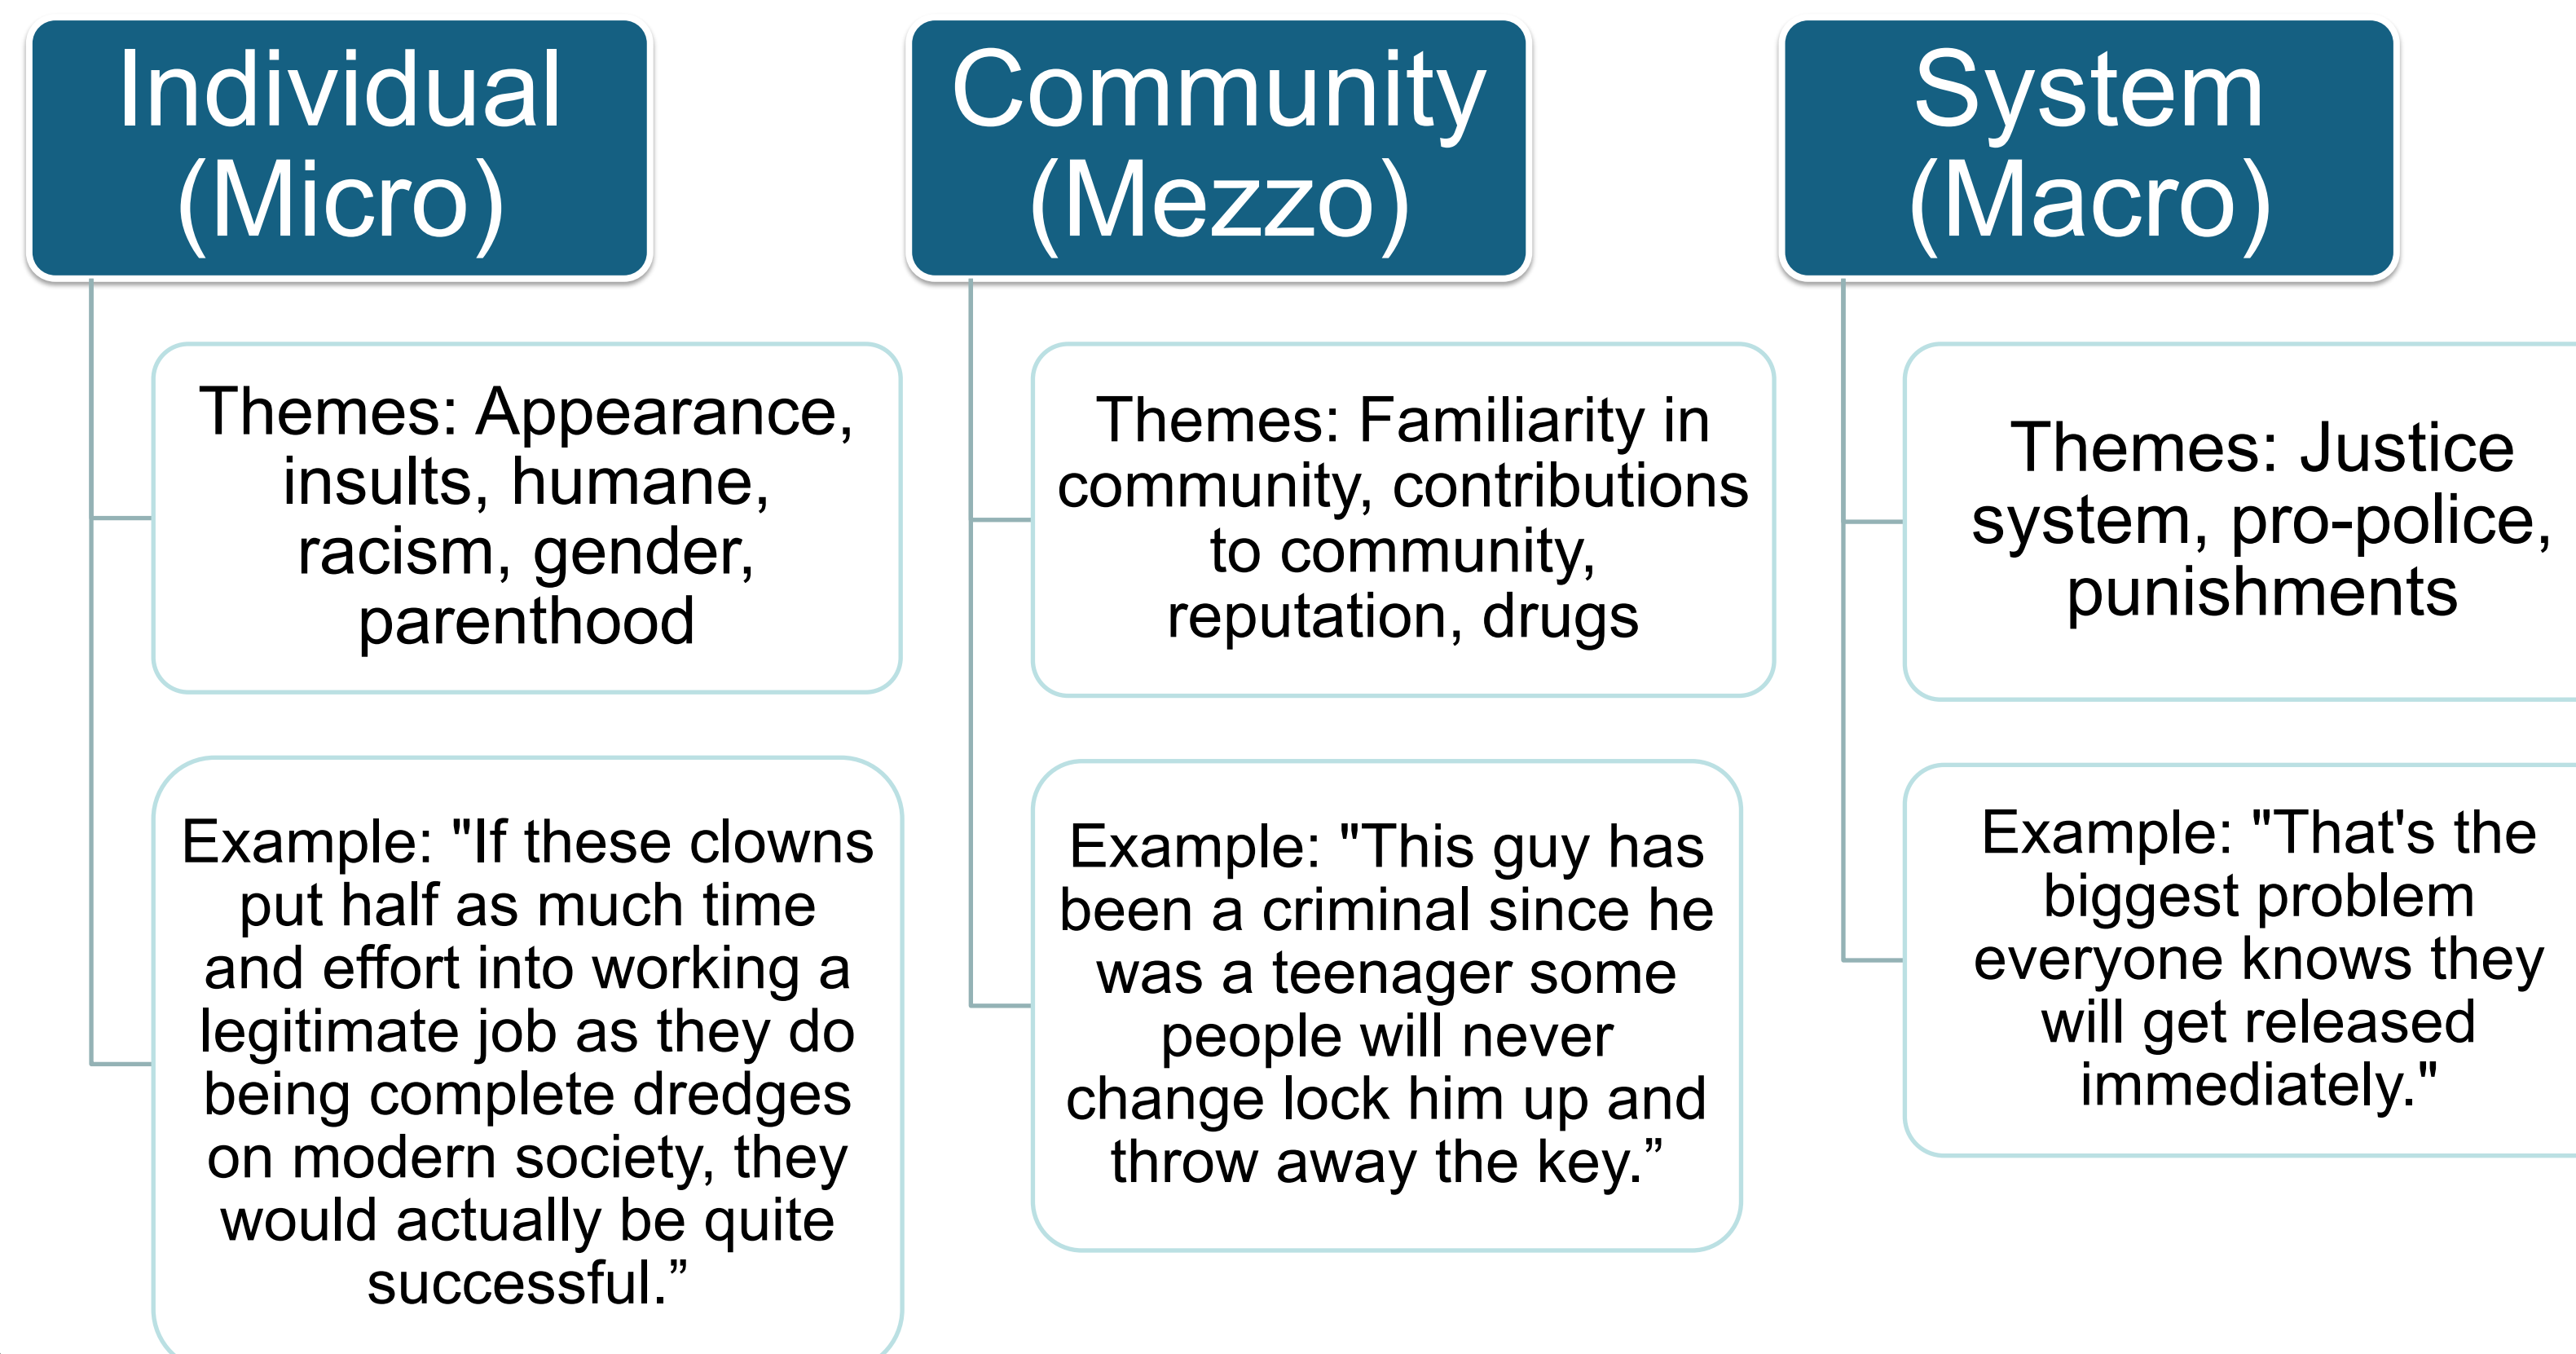 Individual
(Micro)
Themes: Appearance,
insults, humane,
racism, gender,
parenthood
Example: "If these clowns
put half as much time
and effort into working a
legitimate job as they do
being complete dredges
on modern society, they
would actually be quite
successful.”
Community
(Mezzo)
Themes: Familiarity in
community, contributions
to community,
reputation, drugs
Example: "This guy has
been a criminal since he
was a teenager some
people will never
change lock him up and
throw away the key.”
System
(Macro)
Themes: Justice
system, pro-police,
punishments
Example: "That's the
biggest problem
everyone knows they
will get released
immediately."